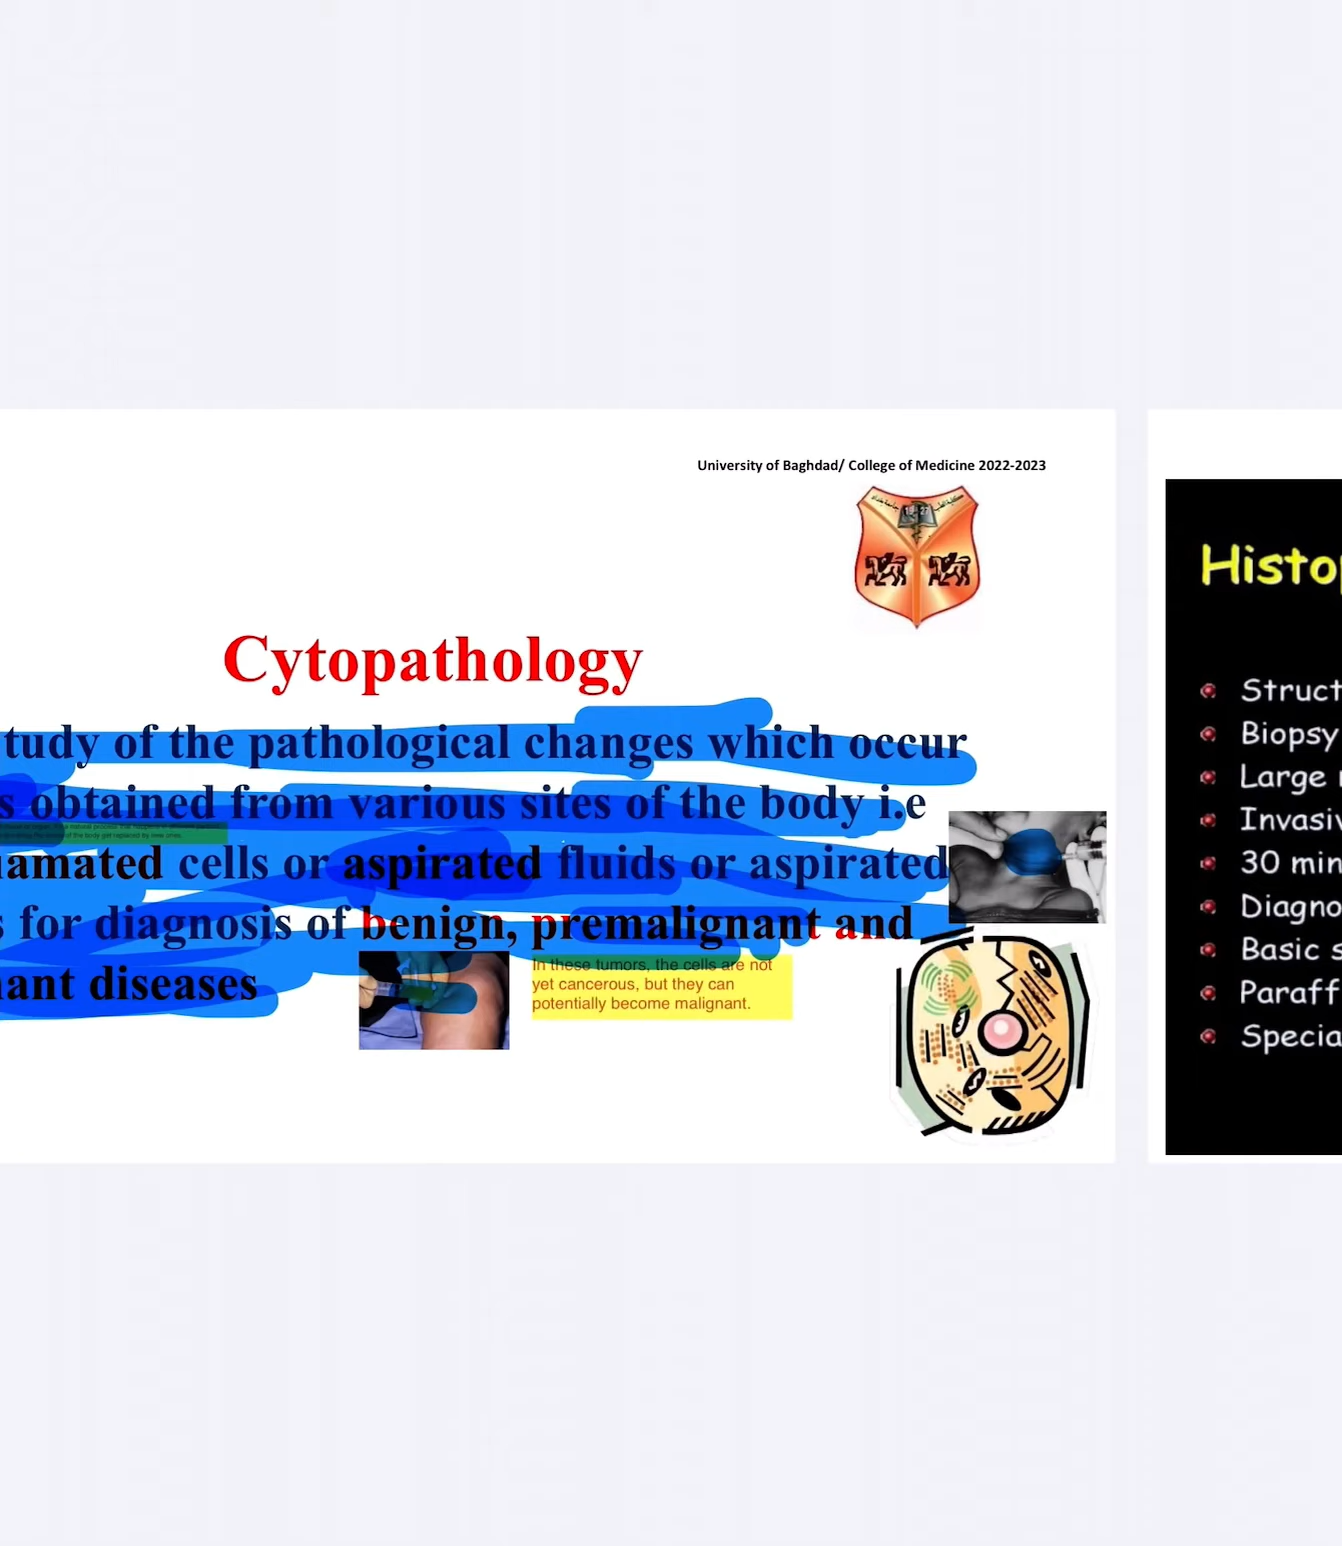 University of Baghdad/ College of Medicine 2022-2023
19 27
Cytopathology
tudy of the pathological changes which occur
s obtained from various sites of the body i.e
amated cells or aspirated fluids or aspirated
s for diagnosis of benign, premalignant and
ant diseases
In these tumors, the cells are not
yet cancerous, but they can
potentially become malignant.
Histop
Struct
Biopsy
Large
Invasiv
30 min
Diagno
Basic s
Paraff
Specia